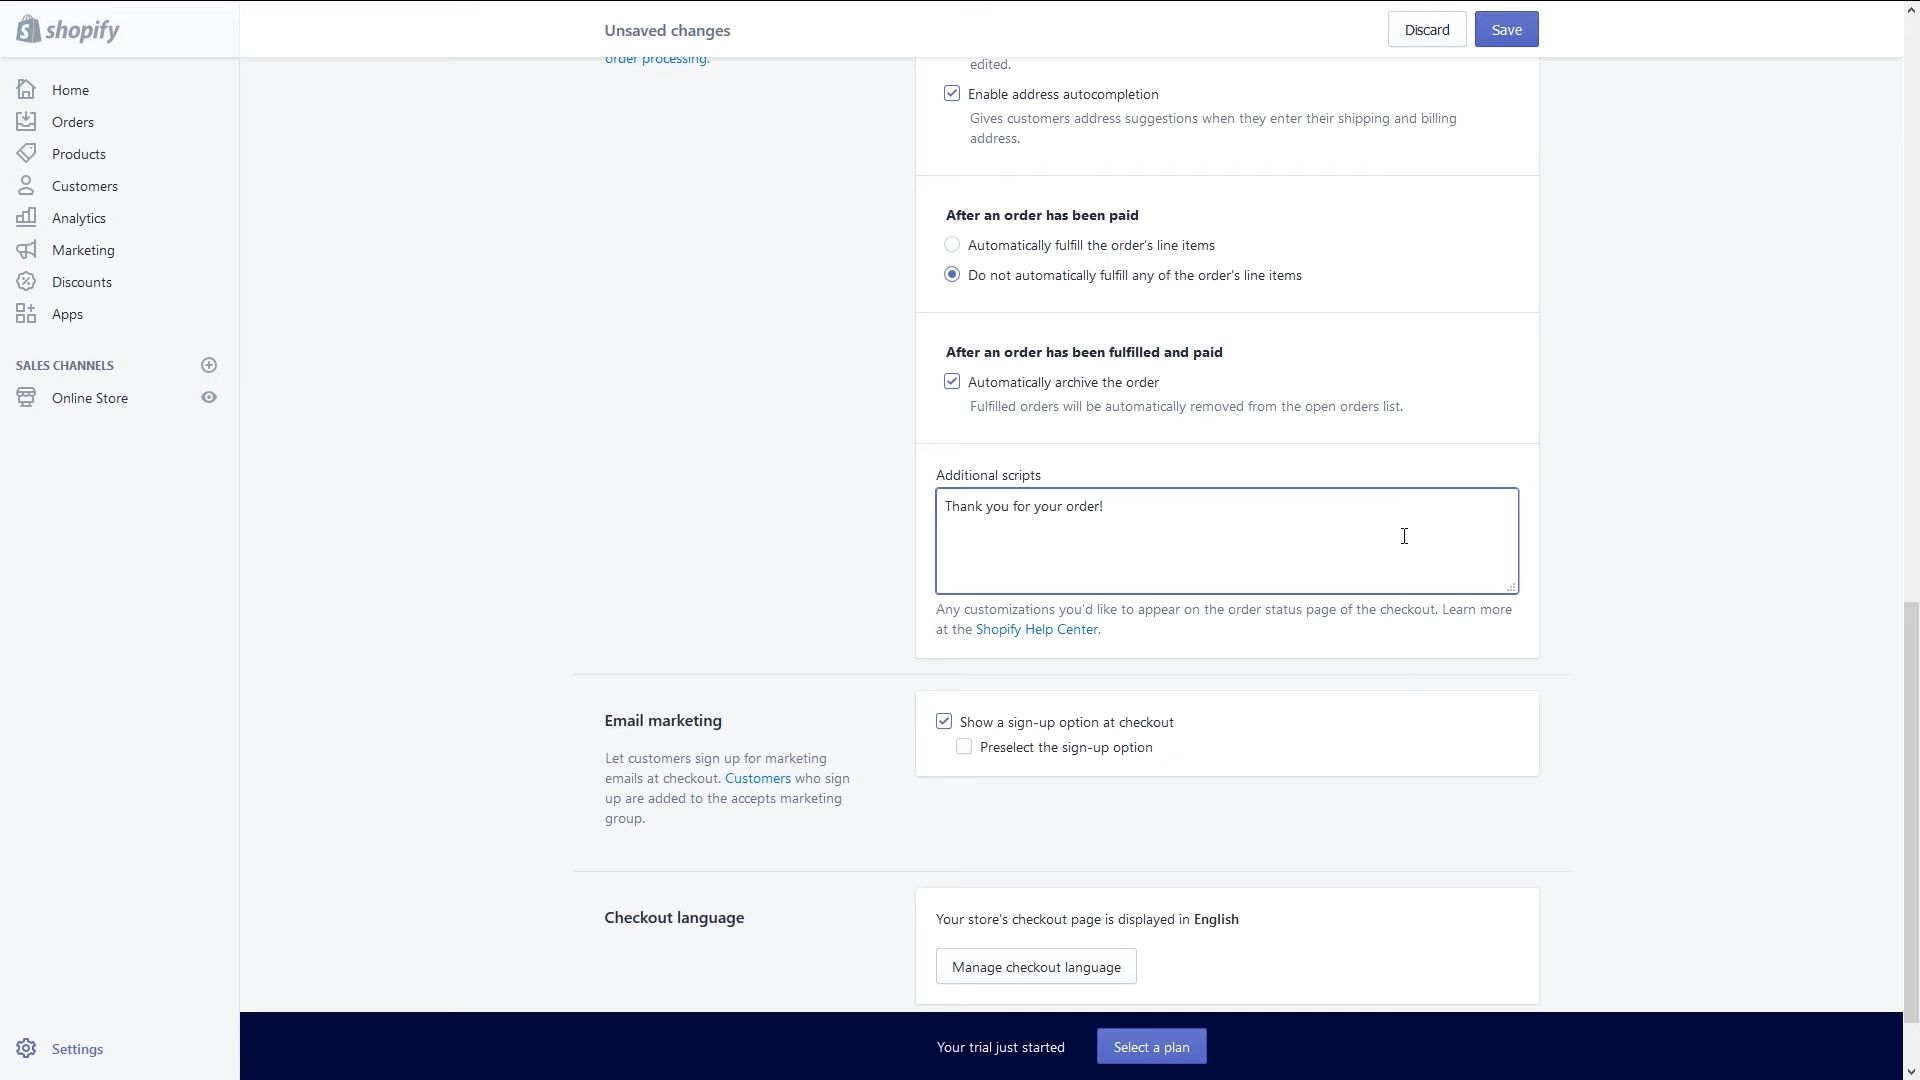 shopify
Unsaved changes
Discard
Save
Home
Orders
Products
Customers
Analytics
Marketing
Discounts
Apps
SALES CHANNELS
Online Store
Settings
order processing.
edited.
Enable address autocompletion
Gives customers address suggestions when they enter their shipping and billing
address.
After an order has been paid
Automatically fulfill the order's line items
Do not automatically fulfill any of the order's line items
After an order has been fulfilled and paid
Automatically archive the order
Fulfilled orders will be automatically removed from the open orders list.
Additional scripts
Thank you for your order!
Any customizations you'd like to appear on the order status page of the checkout. Learn more
at the Shopify Help Center.
Email marketing
Let customers sign up for marketing
emails at checkout. Customers who sign
up are added to the accepts marketing
group.
Show a sign-up option at checkout
Preselect the sign-up option
Checkout language
Your store's checkout page is displayed in English
Manage checkout language
Your trial just started
Select a plan